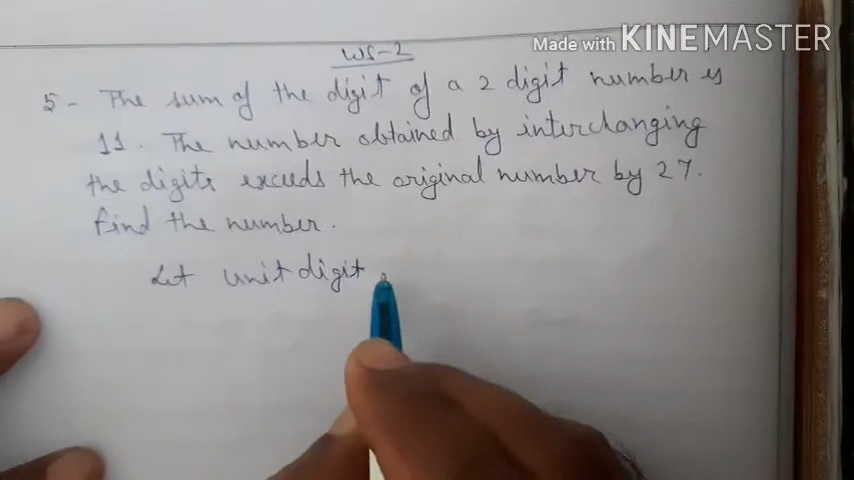 WS-2
Made with KINEMASTER
5- The sum of the digit of a 2 digit number is
11. The number obtained by interchanging
the digits exceeds the original number by 27.
find the number.
Let unit digit